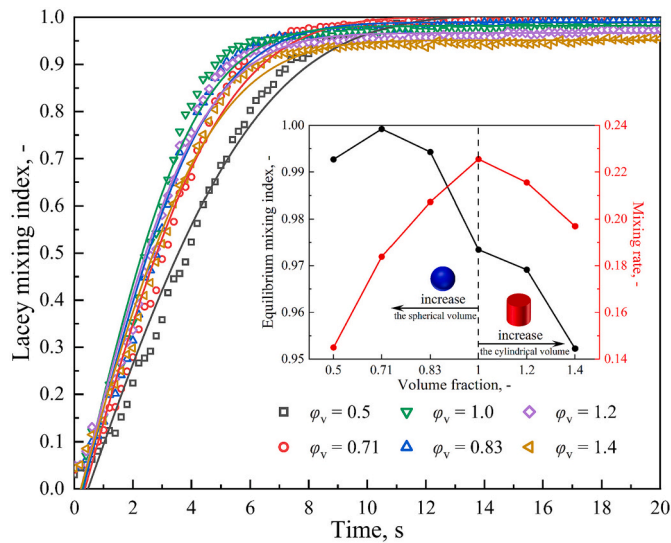 Lacey mixing index, -
1.0
0.9
0.8
0.7
0.6
0.5
0.4
0.3
0.2
0.1
0.0
0 2 4 6 8 10 12 14 16 18 20
Time, s
Equilibrium mixing index, -
1.00
0.99
0.98
0.97
0.96
0.95
Mixing rate, -
0.24
0.22
0.20
0.18
0.16
0.14
increase
the spherical volume
increase
the cylindrical volume
0.5 0.71 0.83 1 1.2 1.4
Volume fraction, -
φv = 0.5 φv = 1.0 φv = 1.2
φv = 0.71 φv = 0.83 φv = 1.4